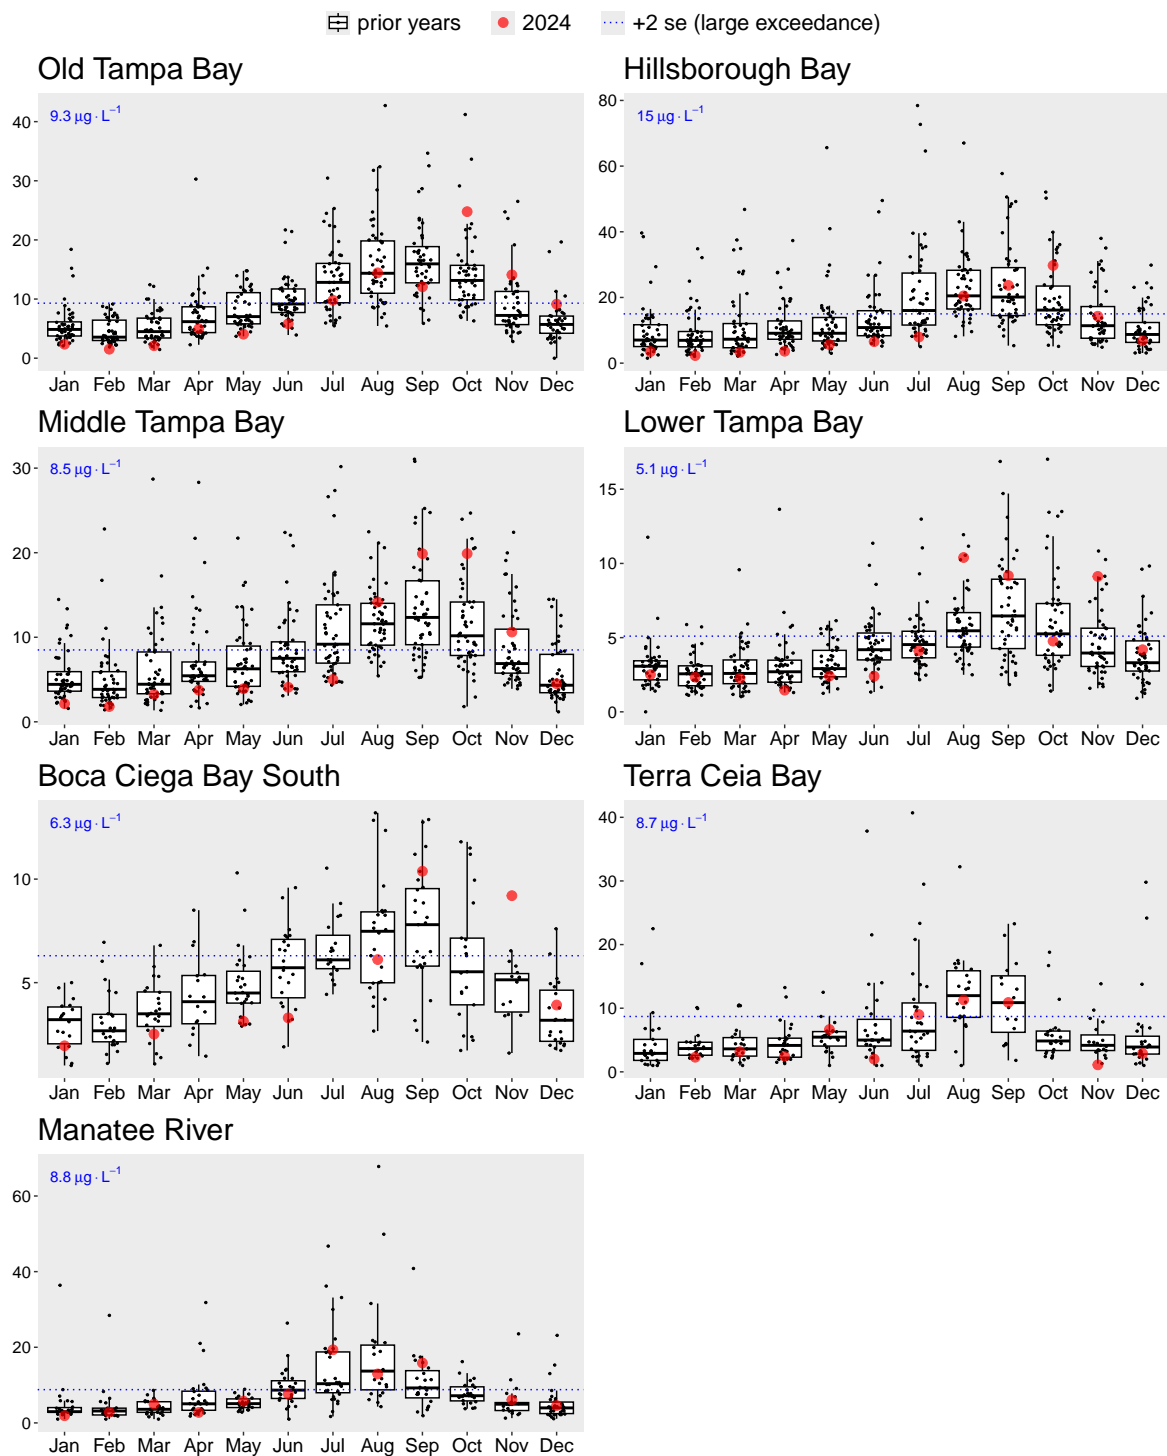 prior years 2024 +2 se (large exceedance)
Old Tampa Bay
9.3 µg · L⁻¹
40
30
20
10
0
Jan Feb Mar Apr May Jun Jul Aug Sep Oct Nov Dec
Hillsborough Bay
15 µg · L⁻¹
80
60
40
20
0
Jan Feb Mar Apr May Jun Jul Aug Sep Oct Nov Dec
Middle Tampa Bay
8.5 µg · L⁻¹
30
20
10
0
Jan Feb Mar Apr May Jun Jul Aug Sep Oct Nov Dec
Lower Tampa Bay
5.1 µg · L⁻¹
15
10
5
0
Jan Feb Mar Apr May Jun Jul Aug Sep Oct Nov Dec
Boca Ciega Bay South
6.3 µg · L⁻¹
10
5
Jan Feb Mar Apr May Jun Jul Aug Sep Oct Nov Dec
Terra Ceia Bay
8.7 µg · L⁻¹
40
30
20
10
0
Jan Feb Mar Apr May Jun Jul Aug Sep Oct Nov Dec
Manatee River
8.8 µg · L⁻¹
60
40
20
0
Jan Feb Mar Apr May Jun Jul Aug Sep Oct Nov Dec